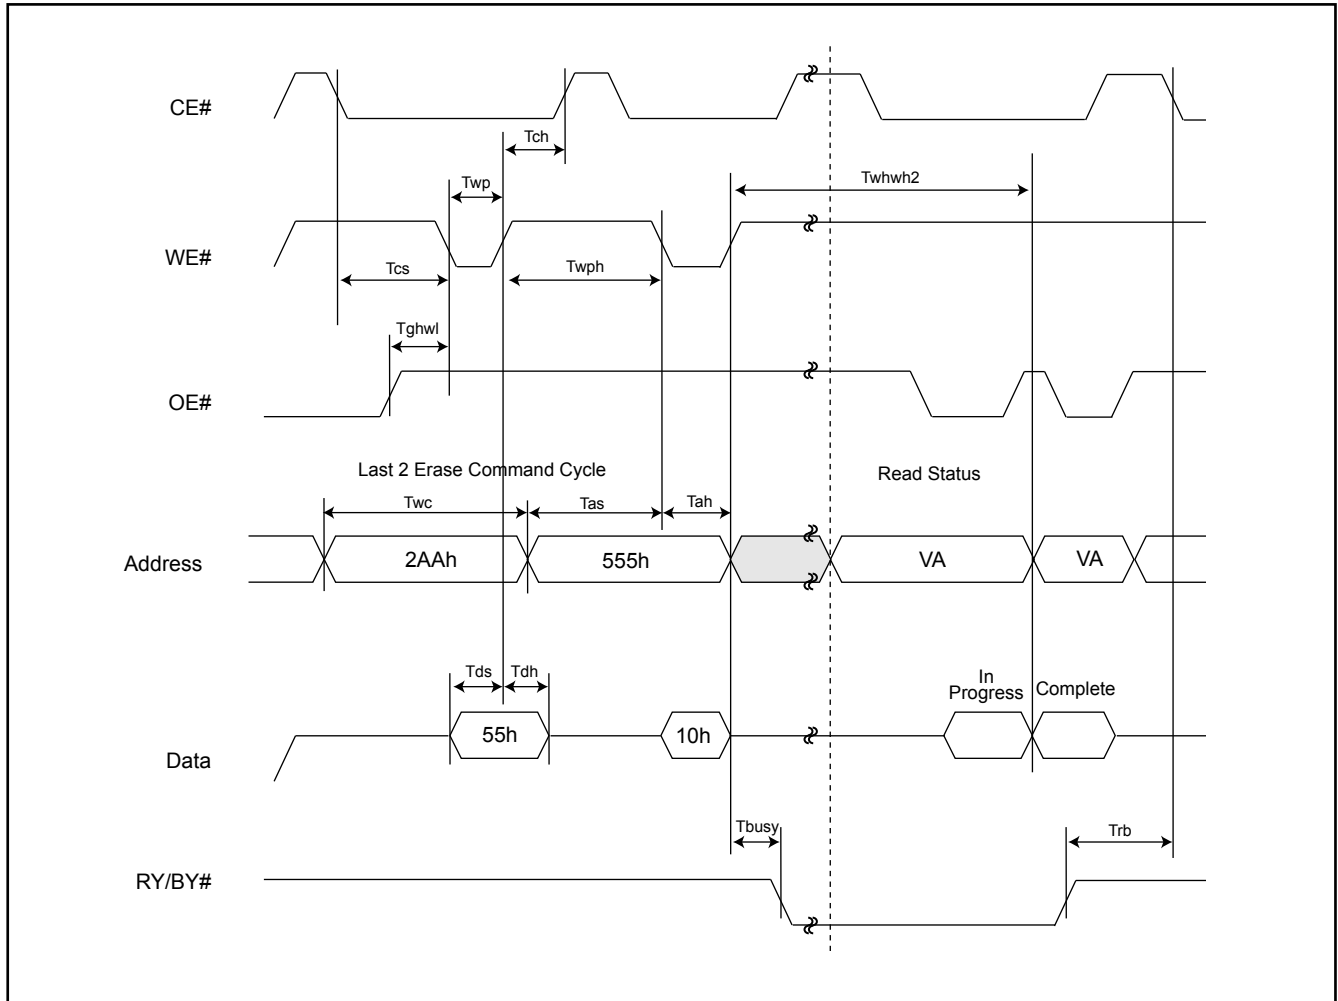 CE#
Tch
Twp
Twhwh2
WE#
Tcs
Twph
Tghwl
OE#
Last 2 Erase Command Cycle
Read Status
Twc
Tas
Tah
Address
2AAh
555h
VA
VA
Tds
Tdh
In
Progress
Complete
55h
10h
Data
Tbusy
Trb
RY/BY#